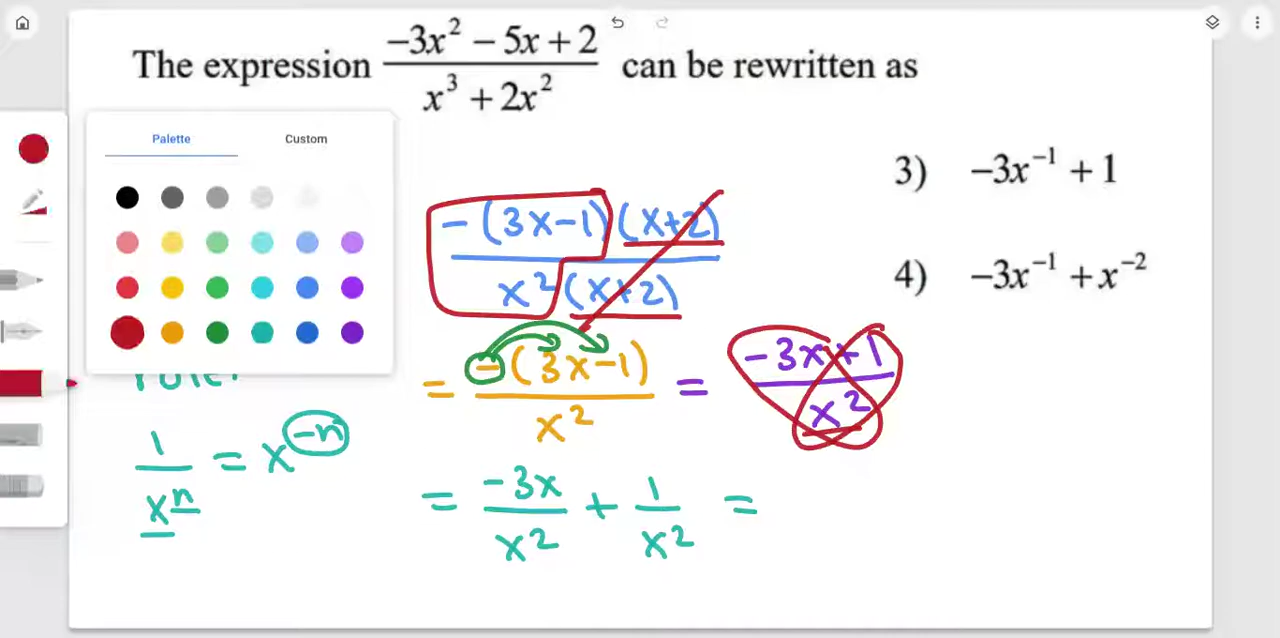 The expression (−3x² − 5x + 2)/(x³ + 2x²) can be rewritten as
Palette Custom
3) −3x⁻¹ + 1
4) −3x⁻¹ + x⁻²
−(3x−1)(x+2)
x²(x+2)
= −(3x−1)/x² = (−3x+1)/x²
1/xⁿ = x⁻ⁿ
= −3x/x² + 1/x² =